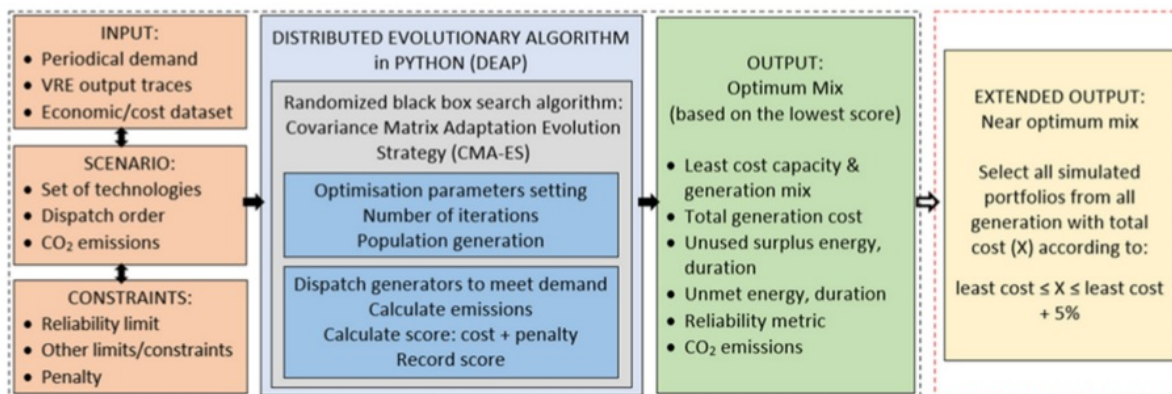 INPUT:
• Periodical demand
• VRE output traces
• Economic/cost dataset
SCENARIO:
• Set of technologies
• Dispatch order
• CO₂ emissions
CONSTRAINTS:
• Reliability limit
• Other limits/constraints
• Penalty
DISTRIBUTED EVOLUTIONARY ALGORITHM
in PYTHON (DEAP)
Randomized black box search algorithm:
Covariance Matrix Adaptation Evolution
Strategy (CMA-ES)
Optimisation parameters setting
Number of iterations
Population generation
Dispatch generators to meet demand
Calculate emissions
Calculate score: cost + penalty
Record score
OUTPUT:
Optimum Mix
(based on the lowest score)
• Least cost capacity &
generation mix
• Total generation cost
• Unused surplus energy,
duration
• Unmet energy, duration
• Reliability metric
• CO₂ emissions
EXTENDED OUTPUT:
Near optimum mix
Select all simulated
portfolios from all
generation with total
cost (X) according to:
least cost ≤ X ≤ least cost
+ 5%